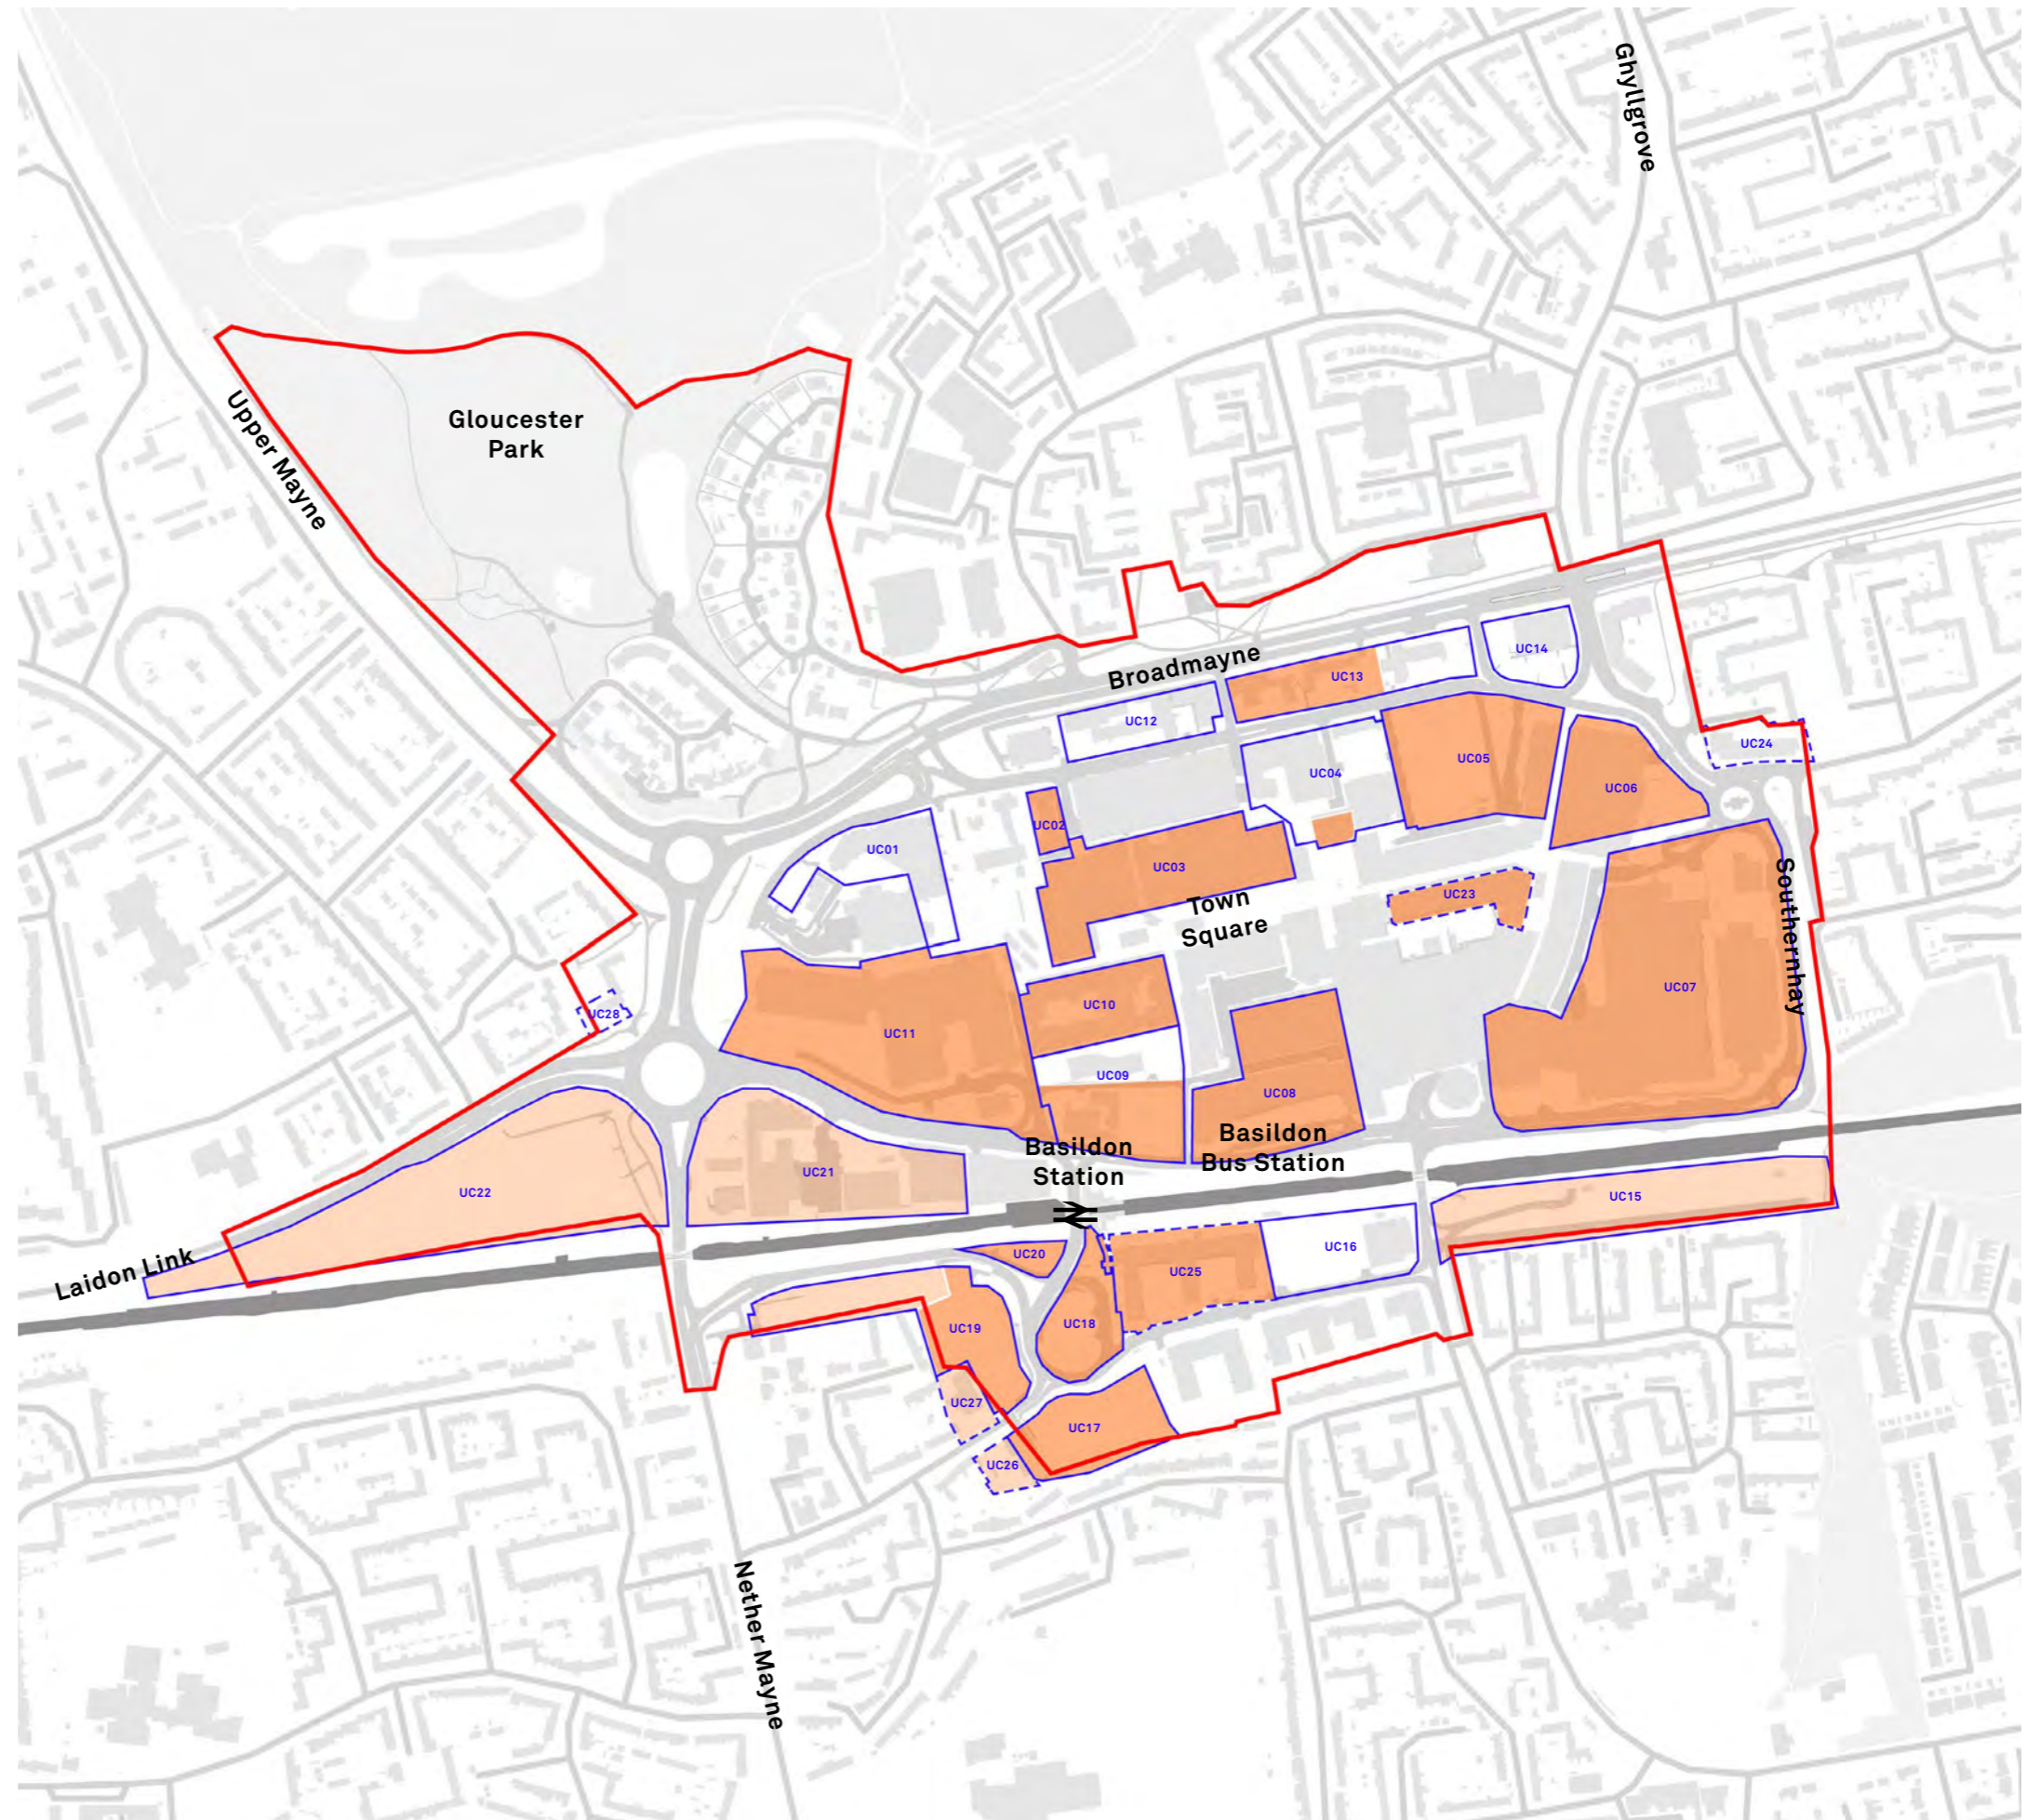 Ghyllgrove
Gloucester
Park
Upper Mayne
Broadmayne
UC14
UC13
UC12
UC24
UC04
UC05
UC06
UC02
UC01
UC03
Southernhay
UC23
Town
Square
UC07
UC10
UC28
UC11
UC09
UC08
Basildon
Station
Basildon
Bus Station
UC21
UC22
UC15
Laidon Link
UC20
UC16
UC25
UC18
UC19
UC27
UC17
UC26
Nether Mayne